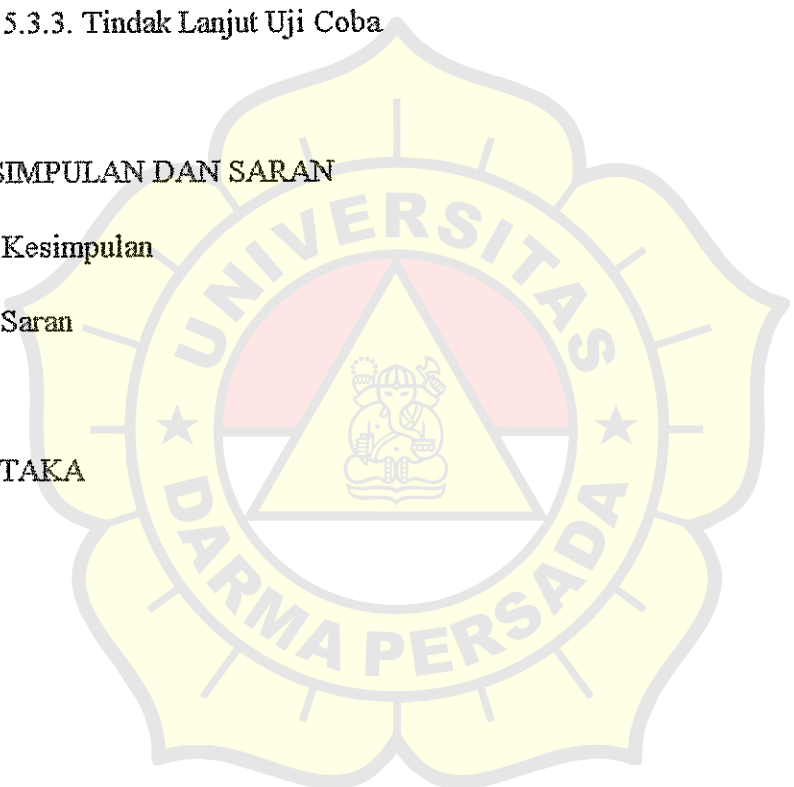 5.3.3. Tindak Lanjut Uji Coba
SIMPULAN DAN SARAN
Kesimpulan
Saran
TAKA
UNIVERSITAS
DARMA PERSADA